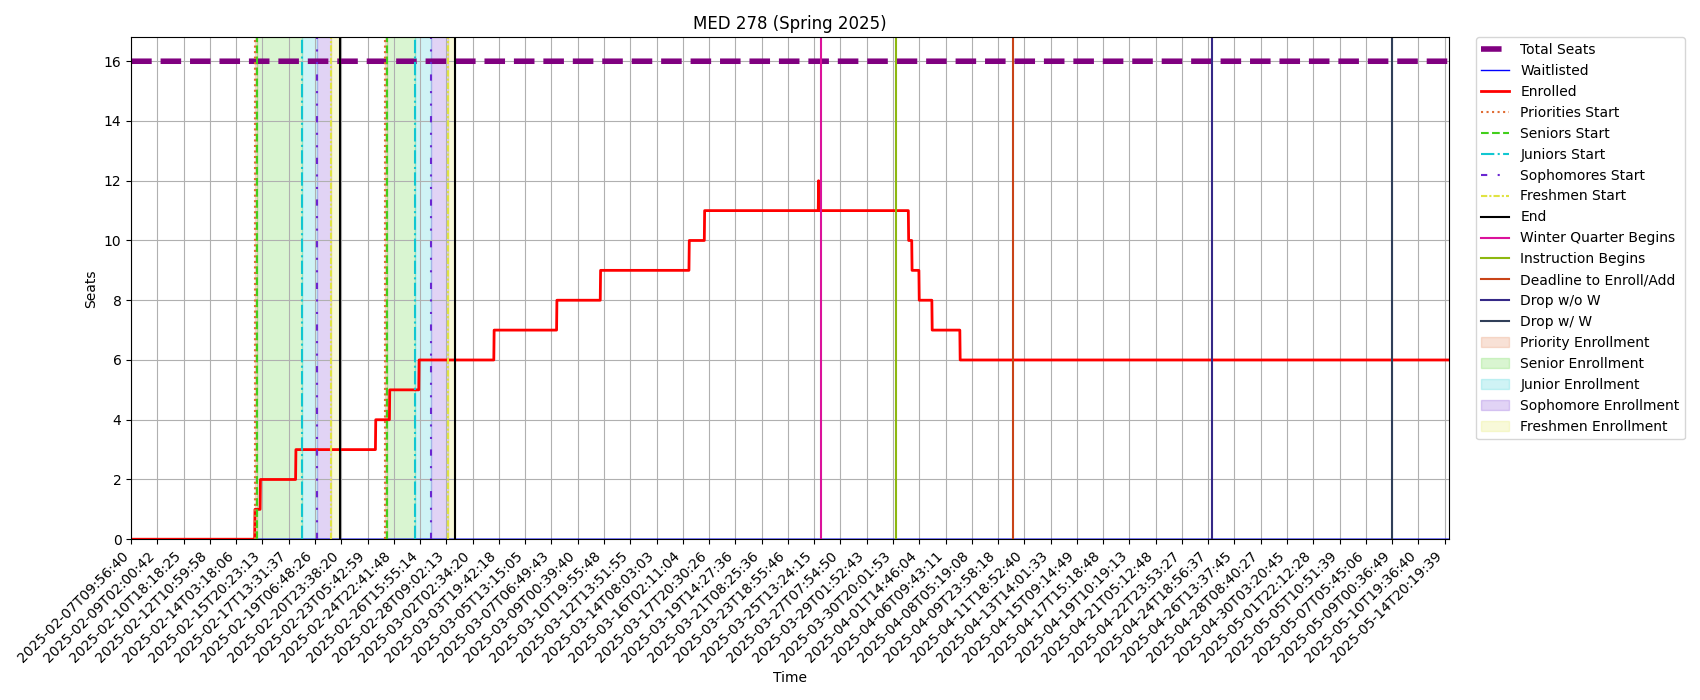 MED 278 (Spring 2025)
Seats
16
14
12
10
8
6
4
2
0
2025-02-07T09:56:40
2025-02-09T02:00:42
2025-02-10T18:18:25
2025-02-12T10:59:58
2025-02-14T03:18:06
2025-02-15T20:23:13
2025-02-17T13:31:37
2025-02-19T06:48:26
2025-02-20T23:38:20
2025-02-23T05:42:59
2025-02-24T22:41:48
2025-02-26T15:55:14
2025-02-28T09:02:13
2025-03-02T02:34:20
2025-03-03T19:42:18
2025-03-05T13:15:05
2025-03-07T06:49:43
2025-03-09T00:39:40
2025-03-10T19:55:48
2025-03-12T13:51:55
2025-03-14T08:03:03
2025-03-16T02:11:04
2025-03-17T20:30:26
2025-03-19T14:27:36
2025-03-21T08:25:36
2025-03-23T18:55:46
2025-03-25T13:24:15
2025-03-27T07:54:50
2025-03-29T01:52:43
2025-03-30T20:01:53
2025-04-01T14:46:04
2025-04-06T09:43:11
2025-04-08T05:19:08
2025-04-09T23:58:18
2025-04-11T18:52:40
2025-04-13T14:01:33
2025-04-15T09:14:49
2025-04-17T15:18:48
2025-04-19T10:19:13
2025-04-21T05:12:48
2025-04-22T23:53:27
2025-04-24T18:56:37
2025-04-26T13:37:45
2025-04-28T08:40:27
2025-04-30T03:20:45
2025-05-01T22:12:28
2025-05-05T10:51:39
2025-05-07T05:45:06
2025-05-09T00:36:49
2025-05-10T19:36:40
2025-05-14T20:19:39
Time
Total Seats
Waitlisted
Enrolled
Priorities Start
Seniors Start
Juniors Start
Sophomores Start
Freshmen Start
End
Winter Quarter Begins
Instruction Begins
Deadline to Enroll/Add
Drop w/o W
Drop w/ W
Priority Enrollment
Senior Enrollment
Junior Enrollment
Sophomore Enrollment
Freshmen Enrollment